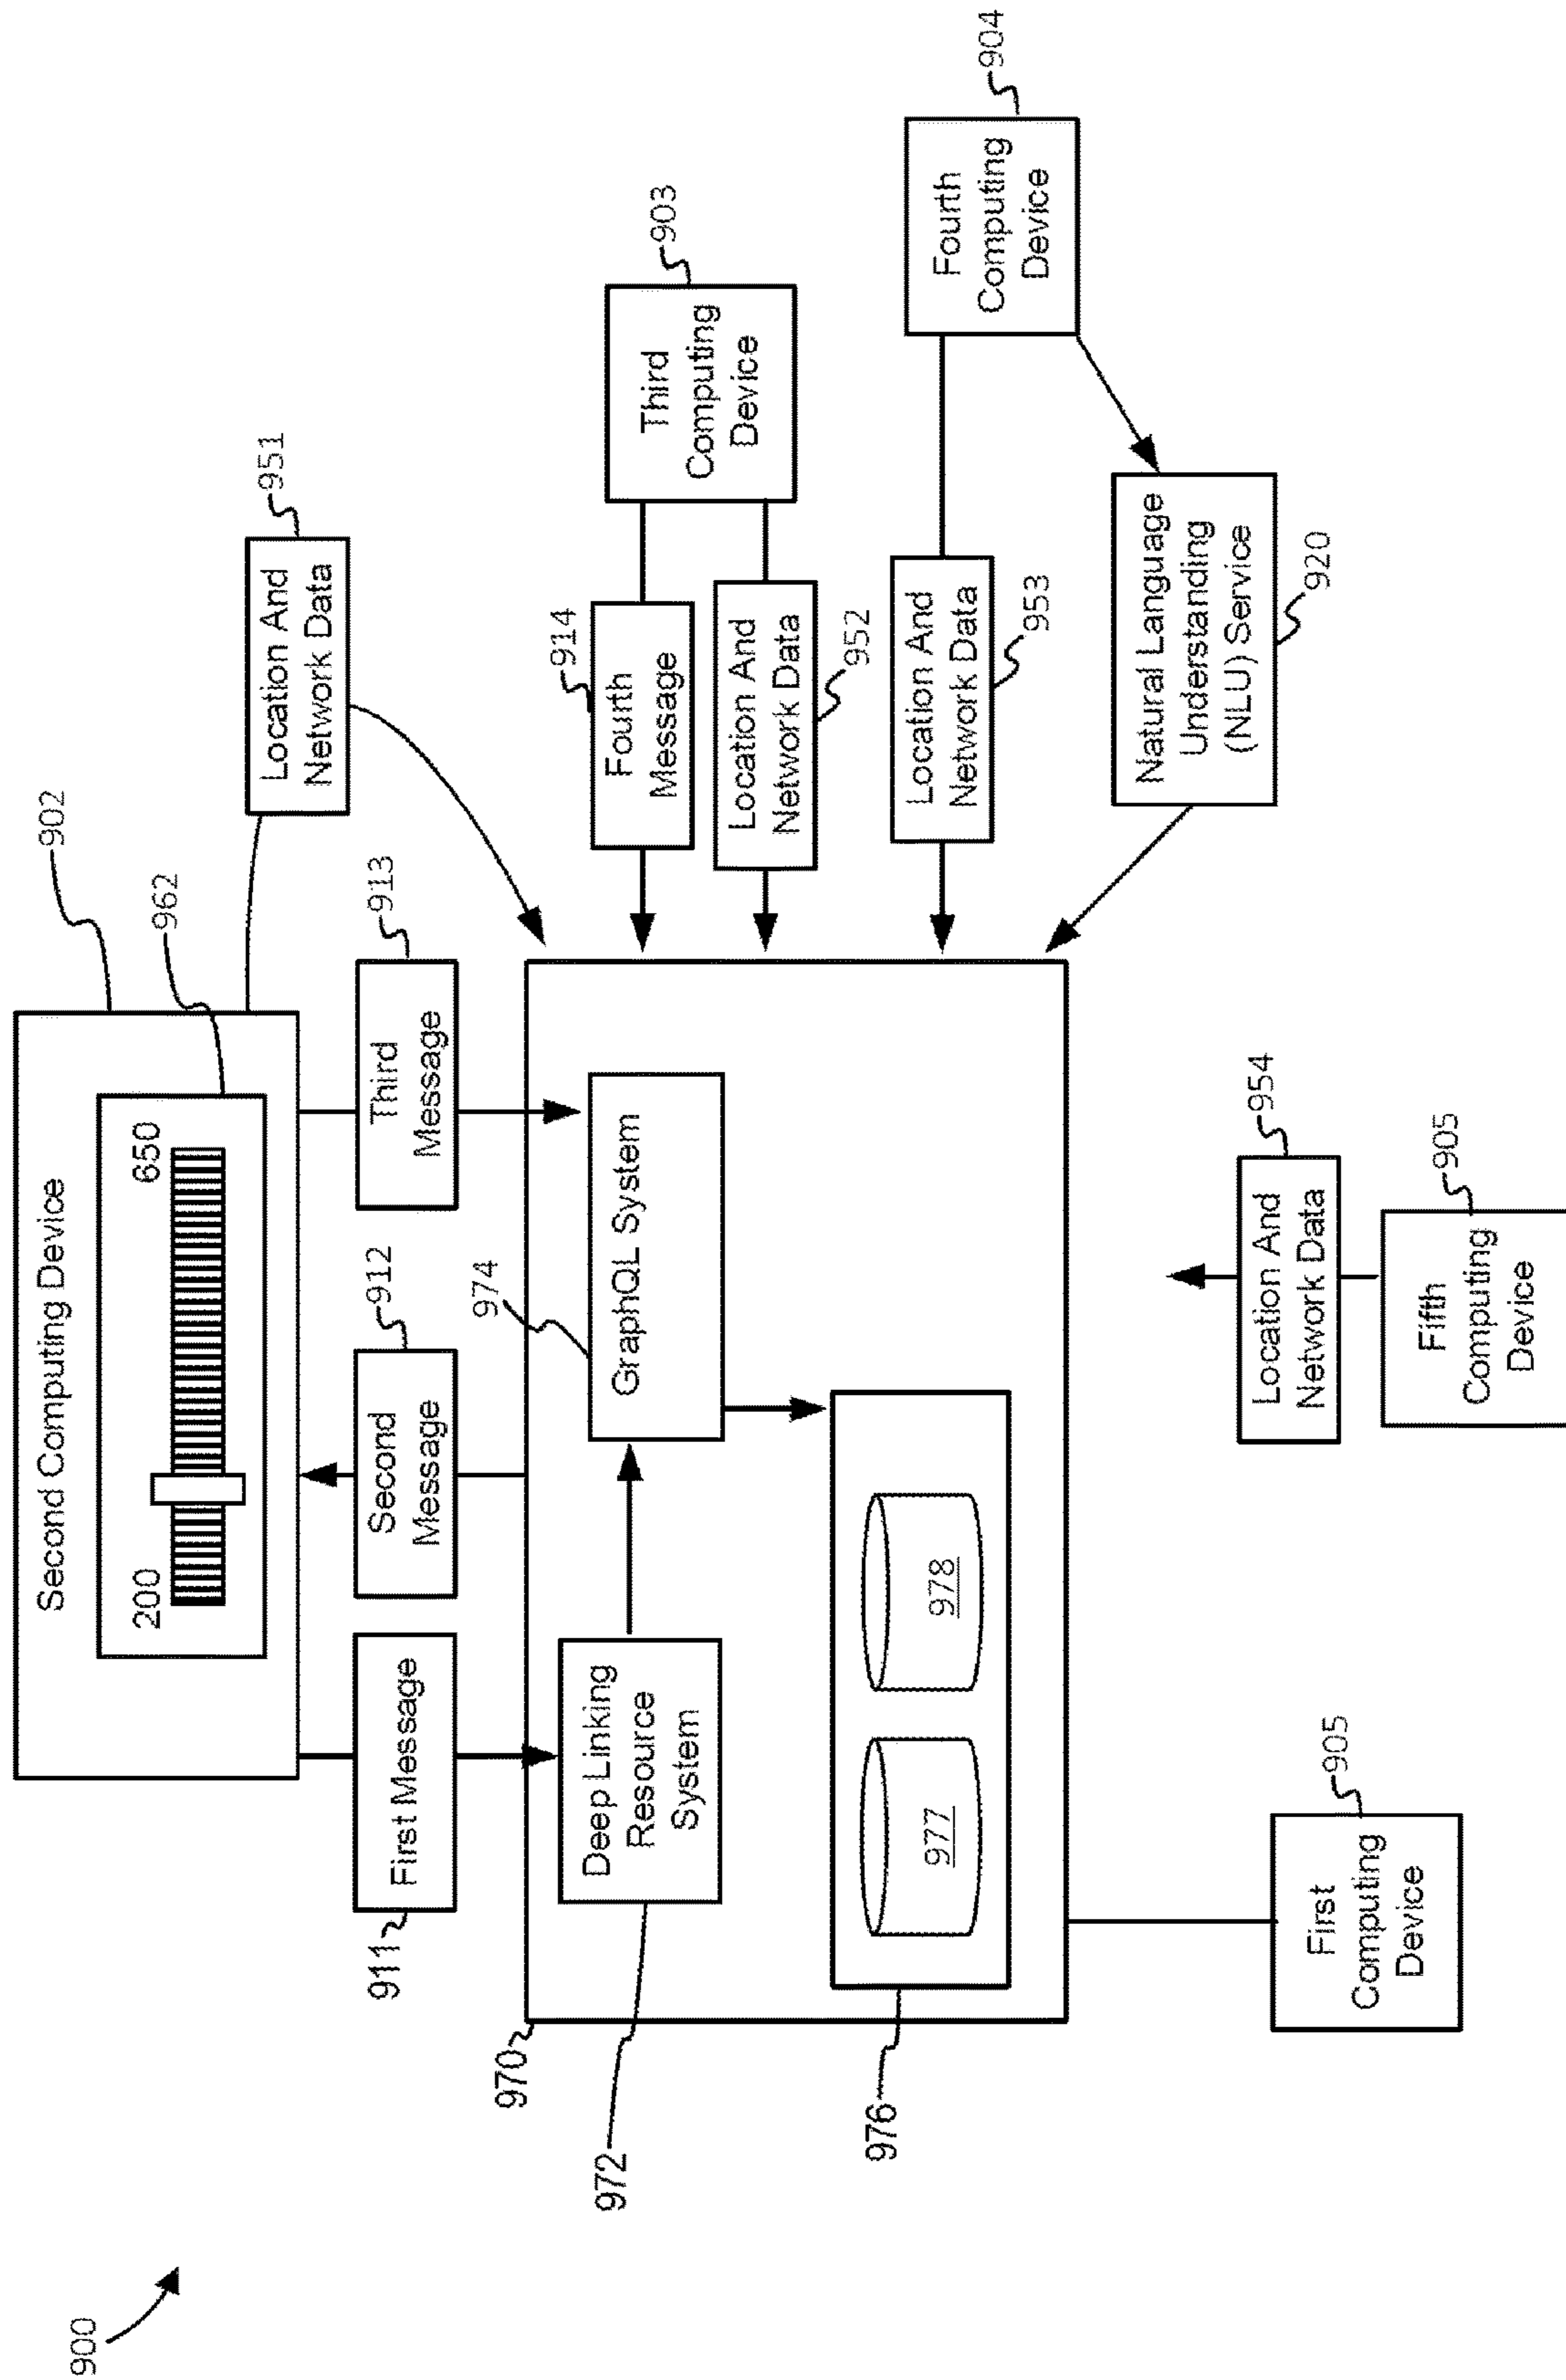 900
Second Computing Device
902
200
650
962
911
First Message
912
Second
Message
913
Third
Message
951
Location And
Network Data
970
972
Deep Linking
Resource
System
974
GraphQL System
976
977
978
914
Fourth
Message
Third
Computing
Device
903
Location And
Network Data
952
Location And
Network Data
953
Fourth
Computing
Device
904
Natural Language
Understanding
(NLU) Service
920
First
Computing
Device
905
Location And
Network Data
954
Fifth
Computing
Device
905